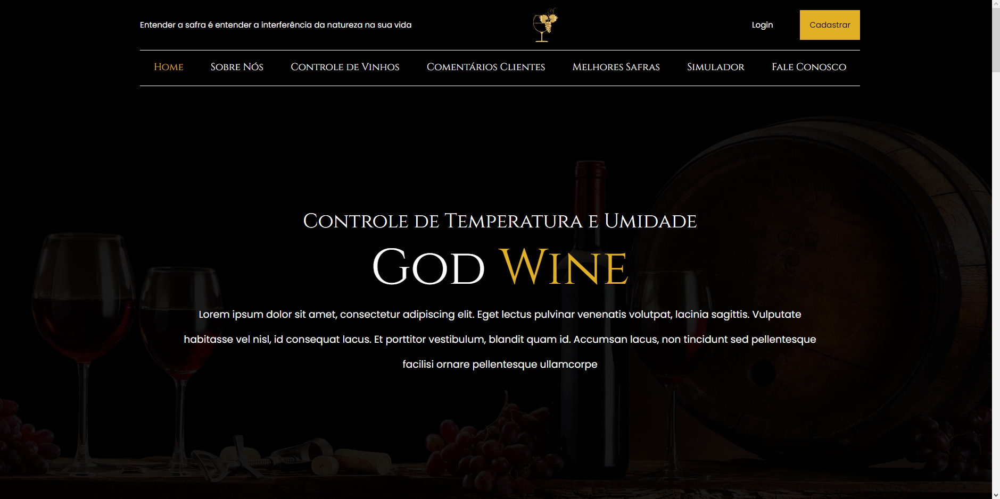 Entender a safra é entender a interferência da natureza na sua vida
Login
Cadastrar
Home
Sobre Nós
Controle de Vinhos
Comentários Clientes
Melhores Safras
Simulador
Fale Conosco
Controle de Temperatura e Umidade
God Wine
Lorem ipsum dolor sit amet, consectetur adipiscing elit. Eget lectus pulvinar venenatis volutpat, lacinia sagittis. Vulputate
habitasse vel nisl, id consequat lacus. Et porttitor vestibulum, blandit quam id. Accumsan lacus, non tincidunt sed pellentesque
facilisi ornare pellentesque ullamcorpe